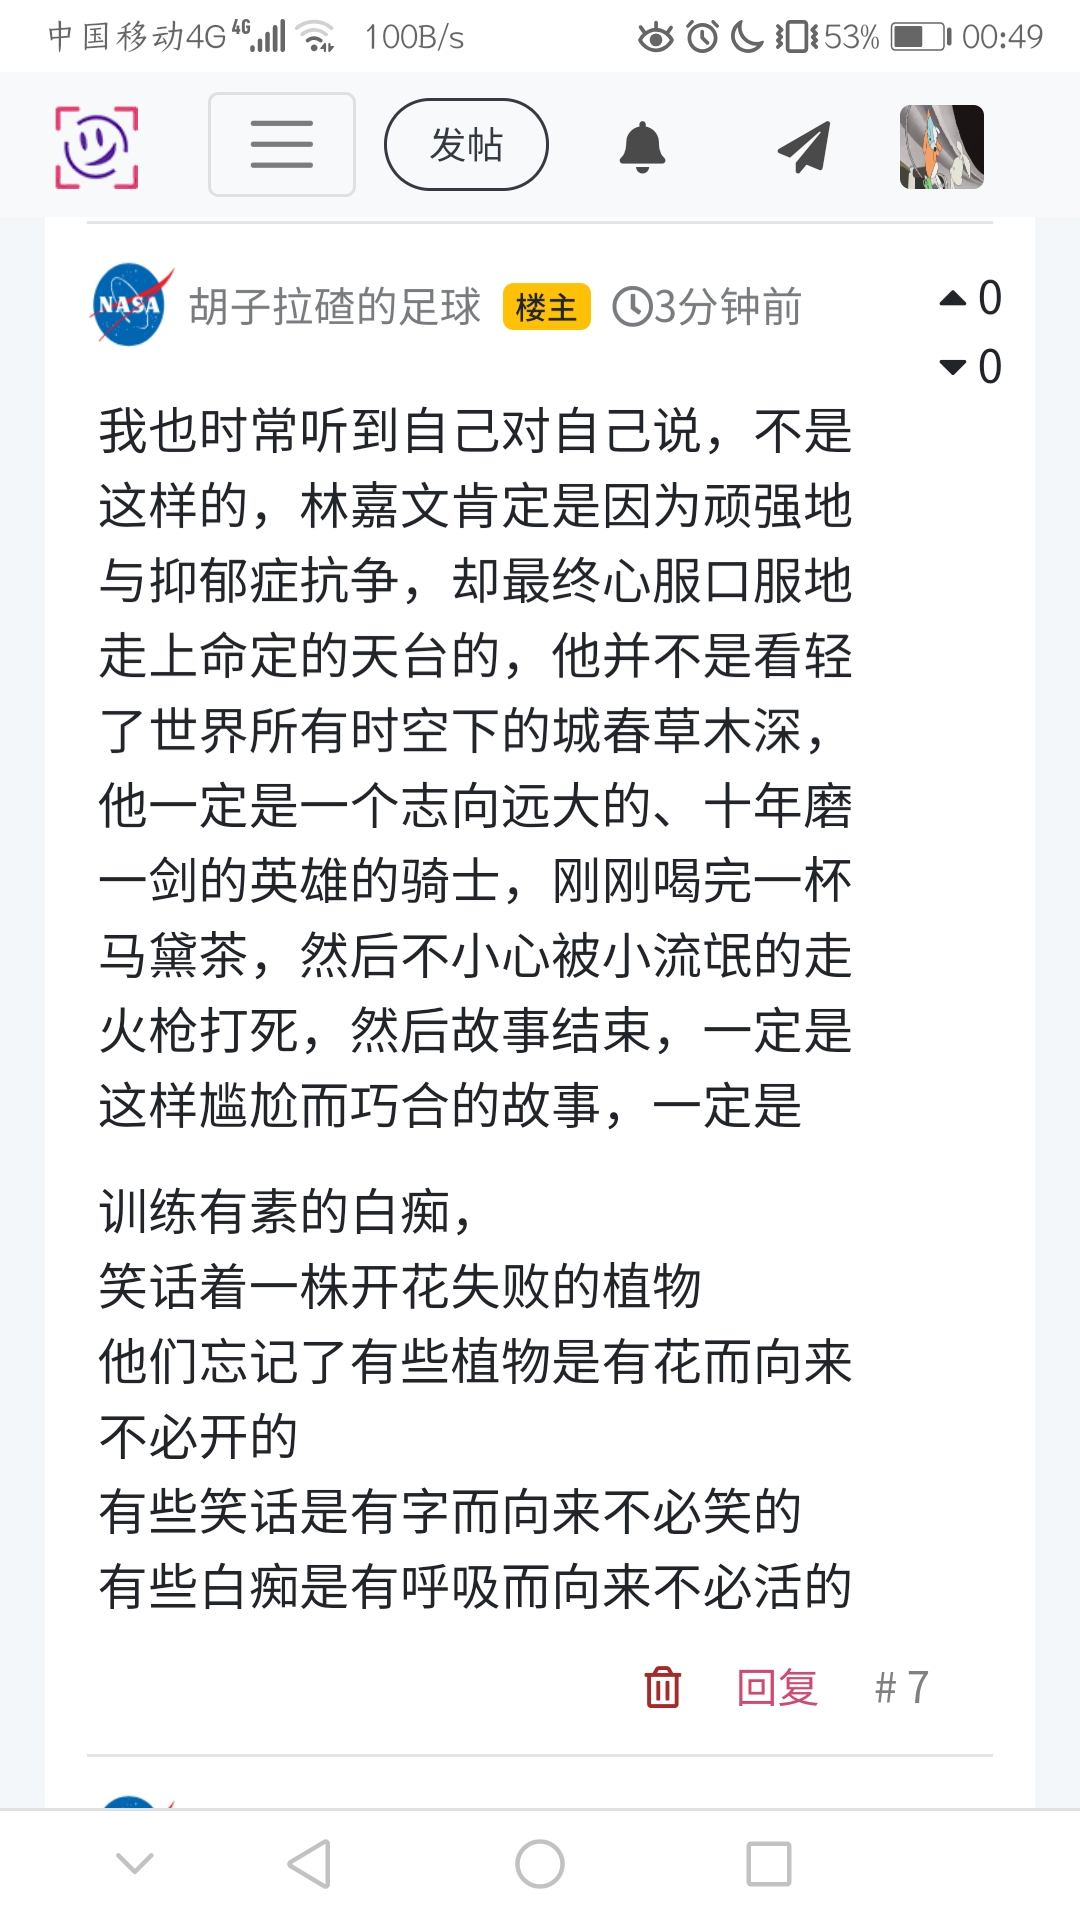 中国移动4G 4G 100B/s 53% 00:49
发帖
NASA 胡子拉碴的足球 楼主 3分钟前 0
0
我也时常听到自己对自己说，不是
这样的，林嘉文肯定是因为顽强地
与抑郁症抗争，却最终心服口服地
走上命定的天台的，他并不是看轻
了世界所有时空下的城春草木深，
他一定是一个志向远大的、十年磨
一剑的英雄的骑士，刚刚喝完一杯
马黛茶，然后不小心被小流氓的走
火枪打死，然后故事结束，一定是
这样尴尬而巧合的故事，一定是
训练有素的白痴，
笑话着一株开花失败的植物
他们忘记了有些植物是有花而向来
不必开的
有些笑话是有字而向来不必笑的
有些白痴是有呼吸而向来不必活的
回复 # 7